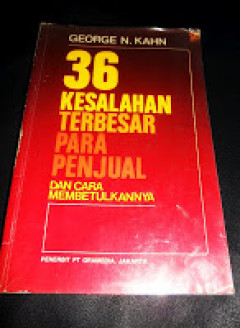 GEORGE N. KAHN
36
KESALAHAN
TERBESAR
PARA
PENJUAL
DAN CARA
MEMBETULKANNYA
PENERBIT PT GRAMEDIA, JAKARTA